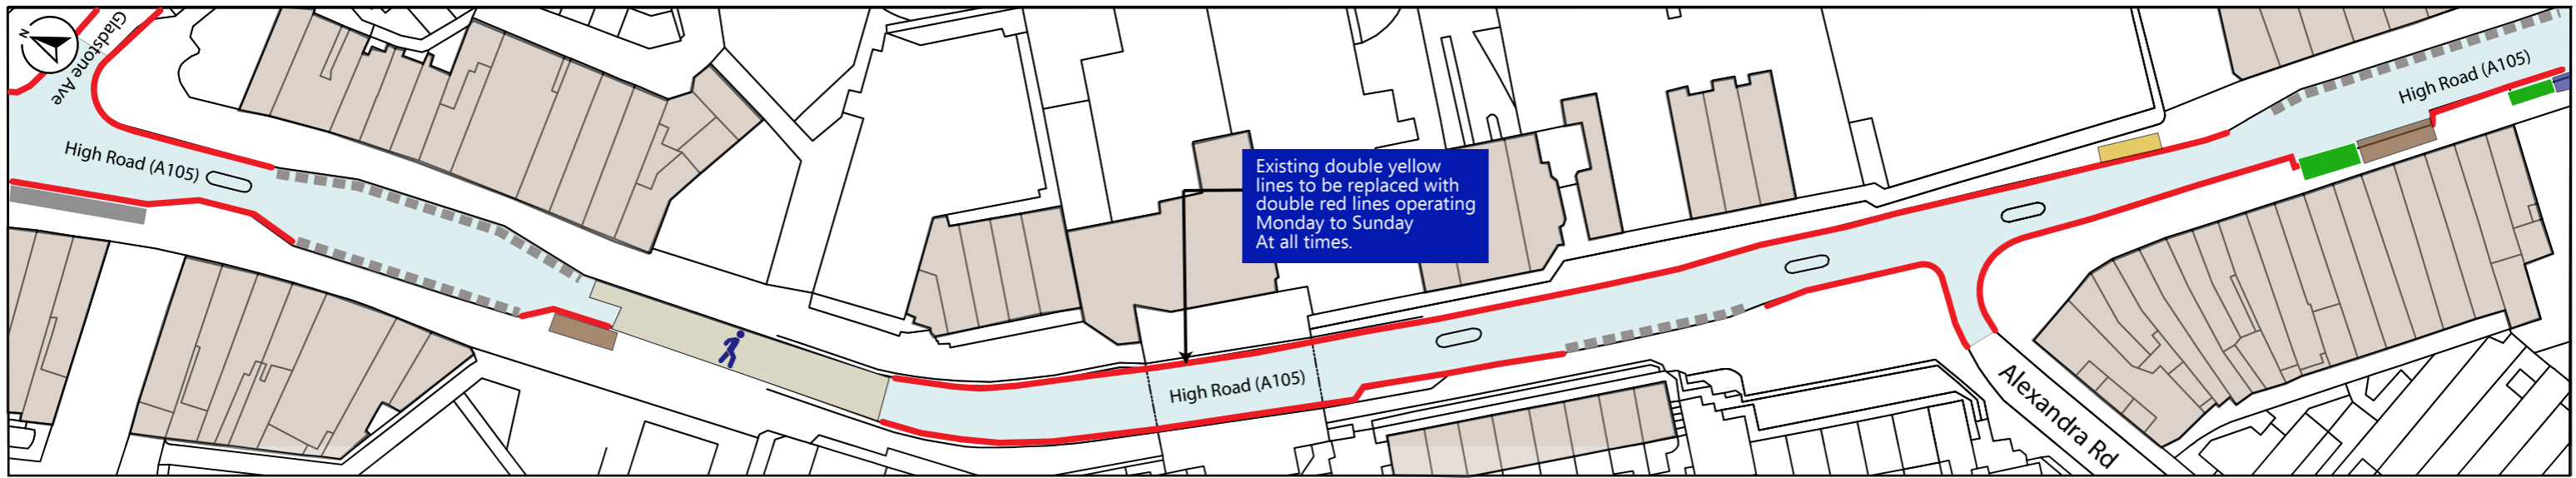 N
Gladstone Ave
High Road (A105)
Existing double yellow
lines to be replaced with
double red lines operating
Monday to Sunday
At all times.
High Road (A105)
High Road (A105)
Alexandra Rd